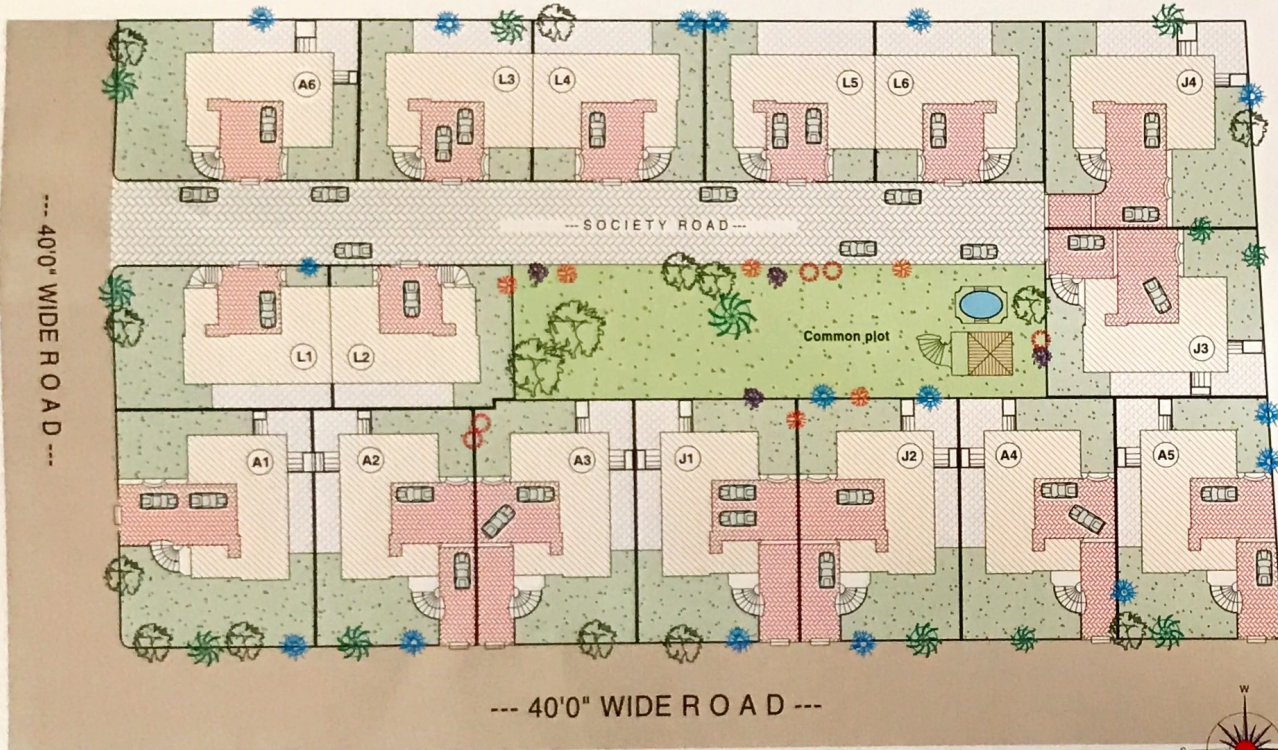 A6
L3
L4
L5
L6
J4
---SOCIETY ROAD---
--- 40'0" WIDE ROAD ---
Common plot
L1
L2
J3
A1
A2
A3
J1
J2
A4
A5
--- 40'0" WIDE ROAD ---
W